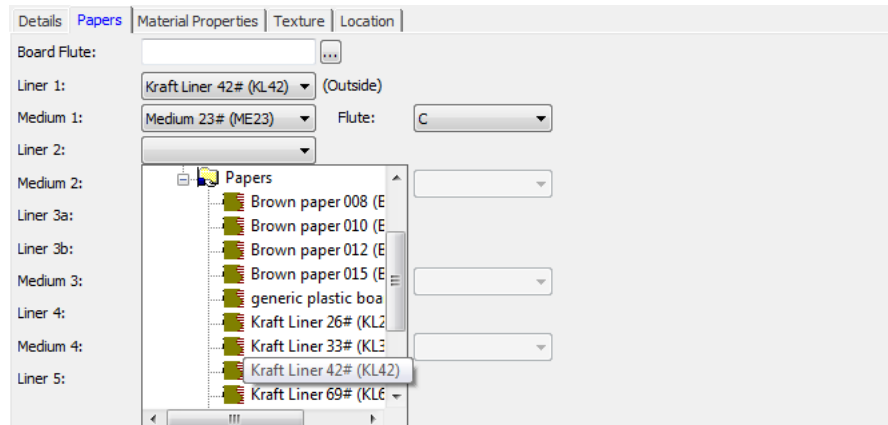 Details Papers Material Properties Texture Location
Board Flute: ...
Liner 1: Kraft Liner 42# (KL42) (Outside)
Medium 1: Medium 23# (ME23) Flute: C
Liner 2:
Papers
Medium 2:
Brown paper 008 (E
Liner 3a:
Brown paper 010 (E
Liner 3b:
Brown paper 012 (E
Brown paper 015 (E
Medium 3:
generic plastic boa
Liner 4:
Kraft Liner 26# (KL2
Medium 4:
Kraft Liner 33# (KL3
Kraft Liner 42# (KL42)
Liner 5:
Kraft Liner 69# (KL6